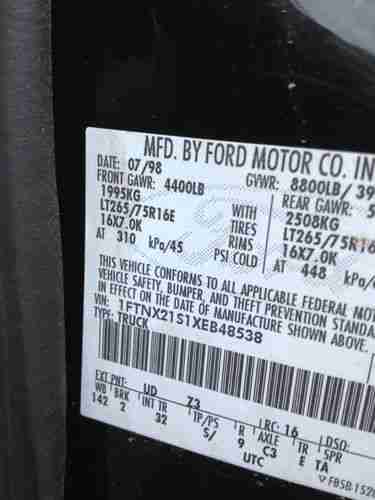 MFD. BY FORD MOTOR CO. IN
DATE: 07/98 GVWR: 8800LB/ 39
FRONT GAWR: 4400LB REAR GAWR: 5
1995KG WITH 2508KG
LT265/75R16E TIRES LT265/75R16
16X7.0K RIMS 16X7.0K
AT 310 kPa/45 PSI COLD AT 448 kPa/
THIS VEHICLE CONFORMS TO ALL APPLICABLE FEDERAL MOTOR
VEHICLE SAFETY, BUMPER, AND THEFT PREVENTION STANDA
IN EFFECT ON THE DATE OF MANUFACTURE SHOWN ABOVE.
VIN: 1FTNX21S1XEB48538
TYPE: TRUCK
EXT PNT: UD Z3 RC: 16 DSO:
WB BRK INT TR TP/PS R AXLE TR SPR
142 2 32 5/ 9 C3 E TA
UTC